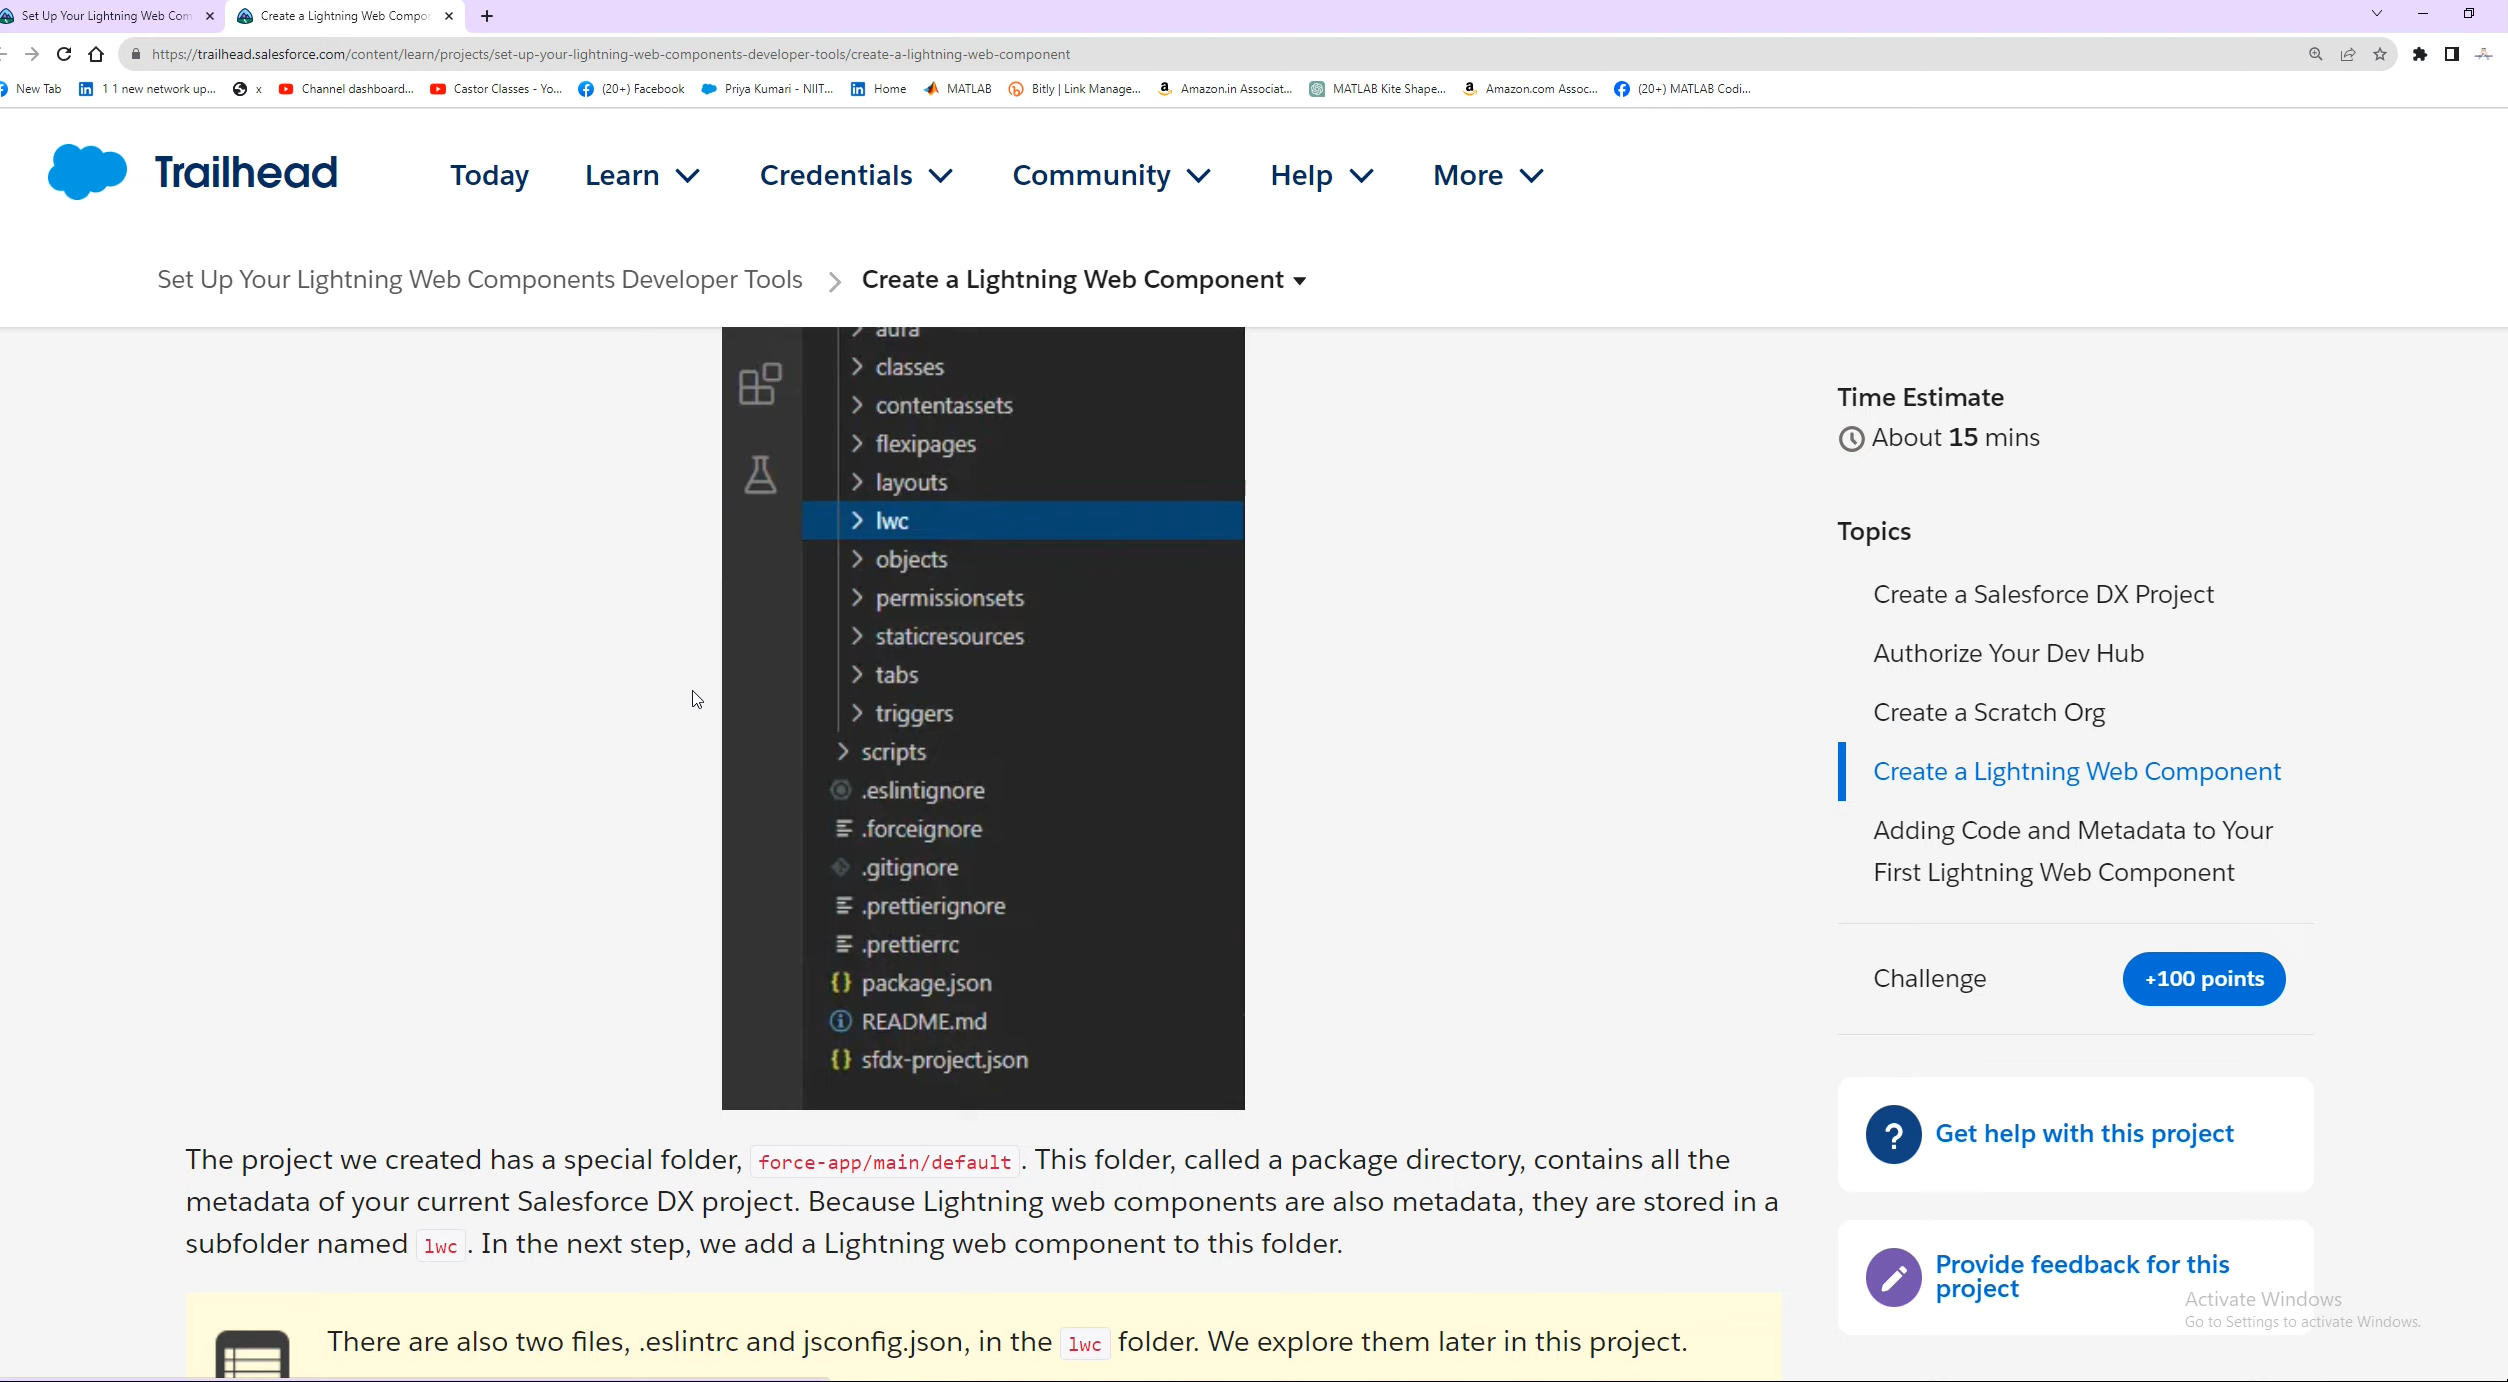 Set Up Your Lightning Web Com
Create a Lightning Web Compo
https://trailhead.salesforce.com/content/learn/projects/set-up-your-lightning-web-components-developer-tools/create-a-lightning-web-component
New Tab
1 1 new network up...
x
Channel dashboard...
Castor Classes - Yo...
(20+) Facebook
Priya Kumari - NIIT...
Home
MATLAB
Bitly | Link Manage...
Amazon.in Associat...
MATLAB Kite Shape...
Amazon.com Assoc...
(20+) MATLAB Codi...
Trailhead
Today
Learn
Credentials
Community
Help
More
Set Up Your Lightning Web Components Developer Tools
Create a Lightning Web Component
aura
classes
contentassets
flexipages
layouts
lwc
objects
permissionsets
staticresources
tabs
triggers
scripts
.eslintignore
.forceignore
.gitignore
.prettierignore
.prettierrc
package.json
README.md
sfdx-project.json
The project we created has a special folder, force-app/main/default. This folder, called a package directory, contains all the
metadata of your current Salesforce DX project. Because Lightning web components are also metadata, they are stored in a
subfolder named lwc. In the next step, we add a Lightning web component to this folder.
There are also two files, .eslintrc and jsconfig.json, in the lwc folder. We explore them later in this project.
Time Estimate
About 15 mins
Topics
Create a Salesforce DX Project
Authorize Your Dev Hub
Create a Scratch Org
Create a Lightning Web Component
Adding Code and Metadata to Your
First Lightning Web Component
Challenge
+100 points
Get help with this project
Provide feedback for this
project
Activate Windows
Go to Settings to activate Windows.